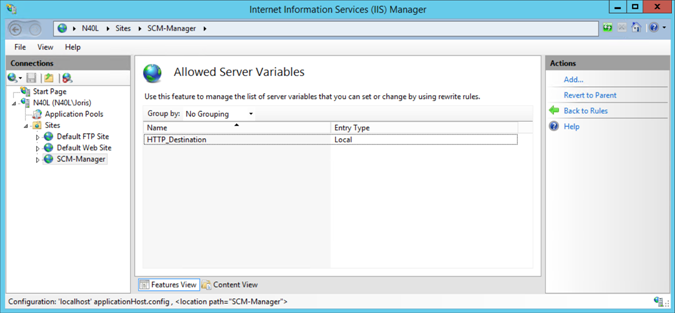 Internet Information Services (IIS) Manager
N40L Sites SCM-Manager
File View Help
Connections
Start Page
N40L (N40L\Joris)
Application Pools
Sites
Default FTP Site
Default Web Site
SCM-Manager
Allowed Server Variables
Use this feature to manage the list of server variables that you can set or change by using rewrite rules.
Group by: No Grouping
Name Entry Type
HTTP_Destination Local
Features View Content View
Actions
Add...
Revert to Parent
Back to Rules
Help
Configuration: 'localhost' applicationHost.config , <location path="SCM-Manager">